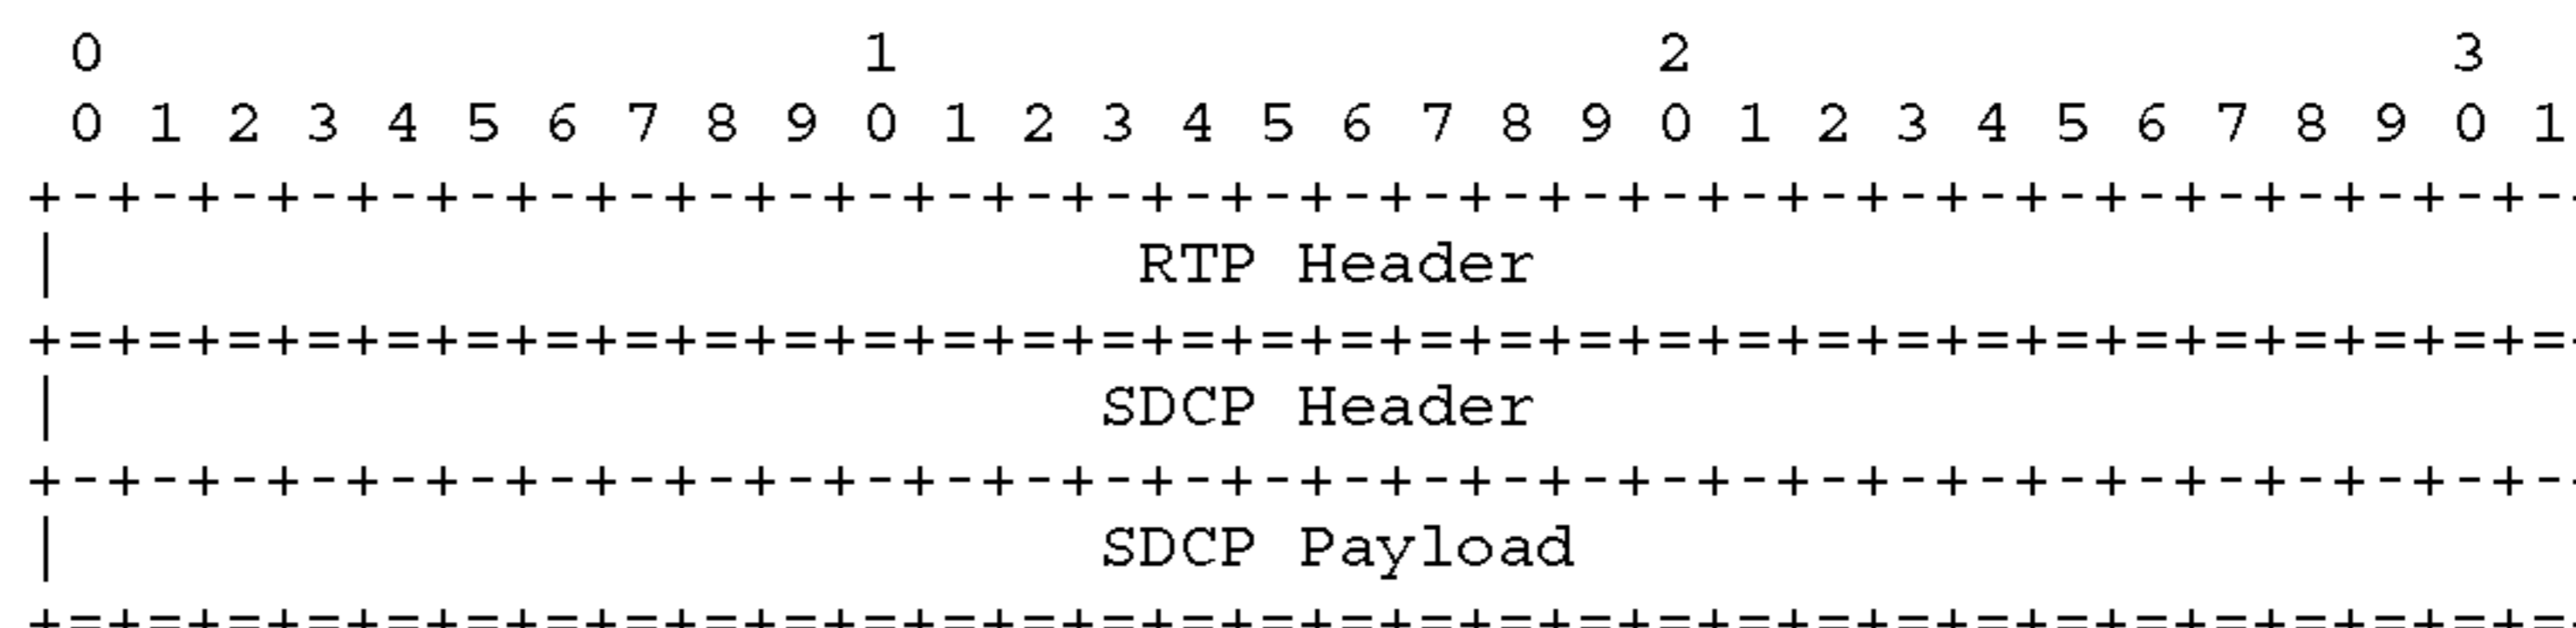 0                   1                   2                   3
 0 1 2 3 4 5 6 7 8 9 0 1 2 3 4 5 6 7 8 9 0 1 2 3 4 5 6 7 8 9 0 1
+-+-+-+-+-+-+-+-+-+-+-+-+-+-+-+-+-+-+-+-+-+-+-+-+-+-+-+-+-+-+-+-
|                           RTP Header
+=+=+=+=+=+=+=+=+=+=+=+=+=+=+=+=+=+=+=+=+=+=+=+=+=+=+=+=+=+=+=+=
|                          SDCP Header
+-+-+-+-+-+-+-+-+-+-+-+-+-+-+-+-+-+-+-+-+-+-+-+-+-+-+-+-+-+-+-+-
|                          SDCP Payload
+=+=+=+=+=+=+=+=+=+=+=+=+=+=+=+=+=+=+=+=+=+=+=+=+=+=+=+=+=+=+=+=